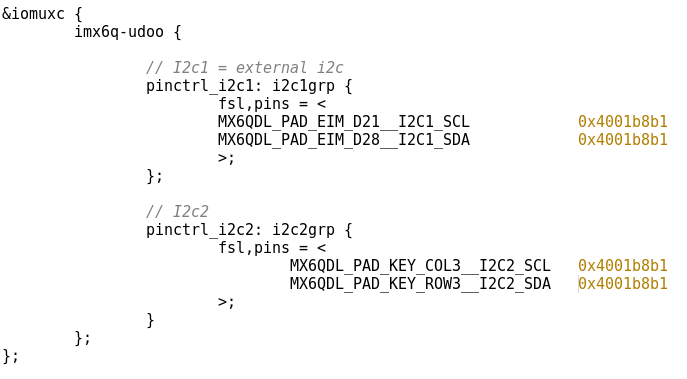 &iomuxc {
imx6q-udoo {
// I2c1 = external i2c
pinctrl_i2c1: i2c1grp {
fsl,pins = <
MX6QDL_PAD_EIM_D21__I2C1_SCL 0x4001b8b1
MX6QDL_PAD_EIM_D28__I2C1_SDA 0x4001b8b1
>;
};
// I2c2
pinctrl_i2c2: i2c2grp {
fsl,pins = <
MX6QDL_PAD_KEY_COL3__I2C2_SCL 0x4001b8b1
MX6QDL_PAD_KEY_ROW3__I2C2_SDA 0x4001b8b1
>;
}
};
};